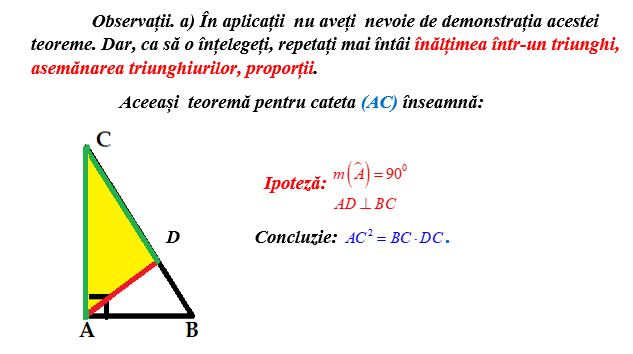 Observații. a) În aplicații nu aveți nevoie de demonstrația acestei
teoreme. Dar, ca să o înțelegeți, repetați mai întâi înălțimea într-un triunghi,
asemănarea triunghiurilor, proporții.
Aceeași teoremă pentru cateta (AC) înseamnă:
C
Ipoteză: m(Â) = 90⁰
AD ⊥ BC
D
Concluzie: AC² = BC · DC.
A
B